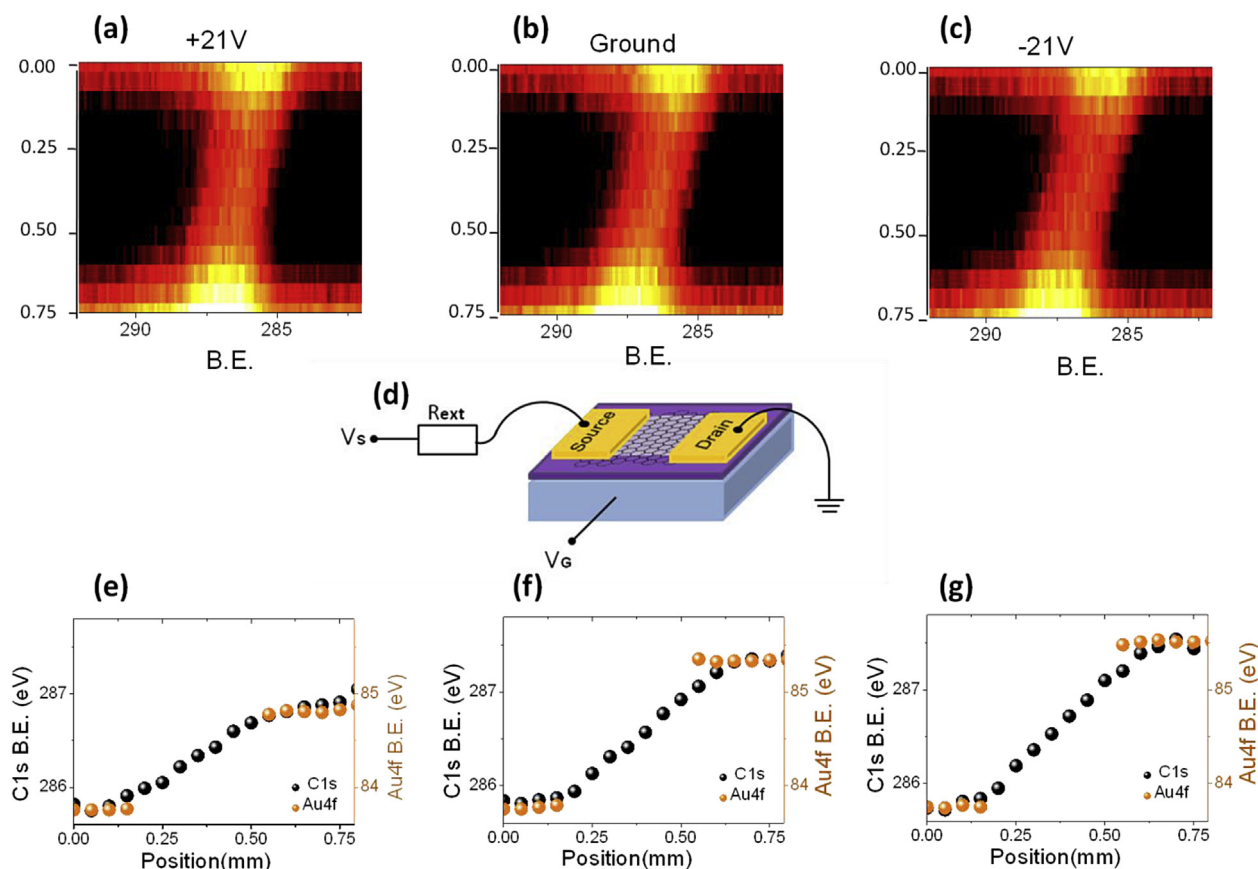 (a)
+21V
0.00
0.25
0.50
0.75
290
285
B.E.
(b)
Ground
0.00
0.25
0.50
0.75
290
285
B.E.
(c)
-21V
0.00
0.25
0.50
0.75
290
285
B.E.
(d)
Rext
Vs
Source
Drain
VG
(e)
C1s B.E. (eV)
287
286
C1s
Au4f
85
84
Au4f B.E. (eV)
0.00
0.25
0.50
0.75
Position(mm)
(f)
C1s B.E. (eV)
287
286
C1s
Au4f
85
84
Au4f B.E. (eV)
0.00
0.25
0.50
0.75
Position(mm)
(g)
C1s B.E. (eV)
287
286
C1s
Au4f
85
84
Au4f B.E. (eV)
0.00
0.25
0.50
0.75
Position(mm)